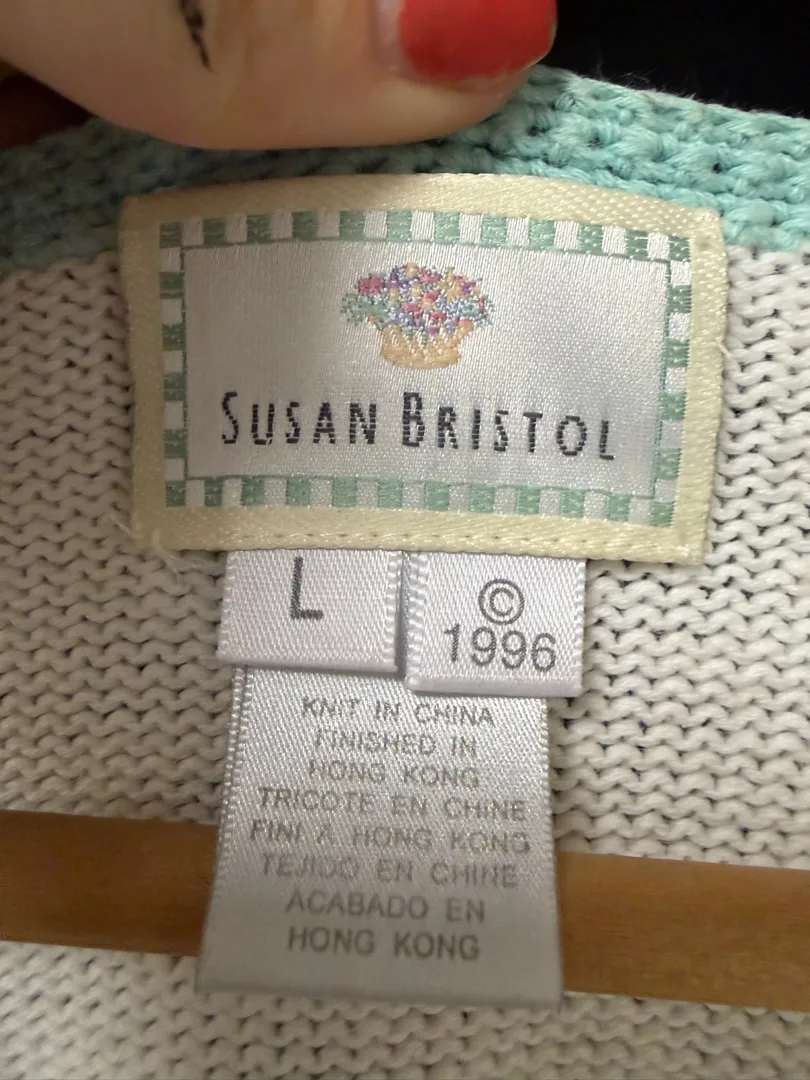 SUSAN BRISTOL
L
©
1996
KNIT IN CHINA
FINISHED IN
HONG KONG
TRICOTE EN CHINE
FINI A HONG KONG
TEJIDO EN CHINE
ACABADO EN
HONG KONG